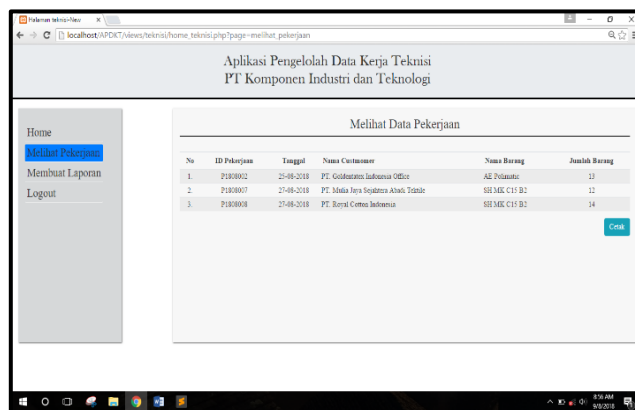 Halaman teknisi-New
localhost/APDKT/views/teknisi/home_teknisi.php?page=melihat_pekerjaan
Aplikasi Pengelolah Data Kerja Teknisi
PT Komponen Industri dan Teknologi
Home
Melihat Pekerjaan
Membuat Laporan
Logout
Melihat Data Pekerjaan
No ID Pekerjaan Tanggal Nama Custmomer Nama Barang Jumlah Barang
1. P1808002 25-08-2018 PT. Goldentatex Indonesia Office AE Polimatic 13
2. P1808007 27-08-2018 PT. Mulia Jaya Sejahtera Abadi Tektile SH MK C15 B2 12
3. P1808008 27-08-2018 PT. Royal Cotton Indonesia SH MK C15 B2 14
Cetak
8:56 AM
9/8/2018